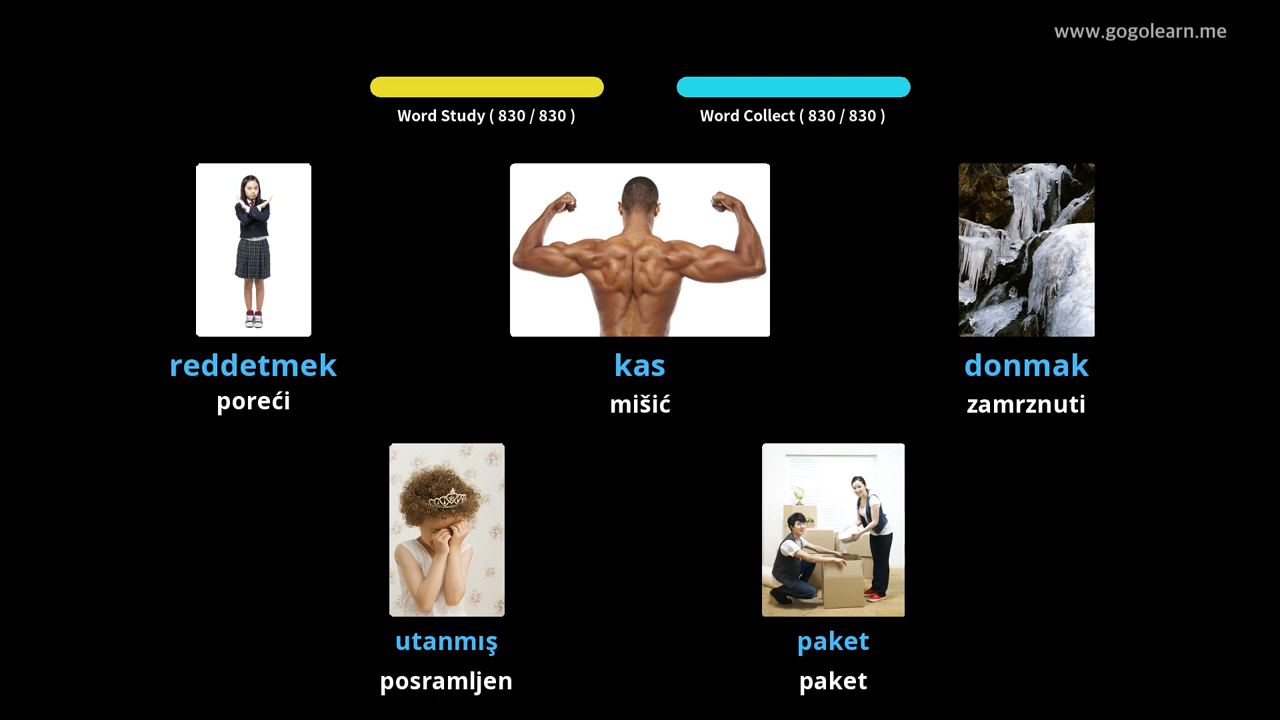 www.gogolearn.me
Word Study ( 830 / 830 )
Word Collect ( 830 / 830 )
reddetmek
poreći
kas
mišić
donmak
zamrznuti
utanmış
posramljen
paket
paket